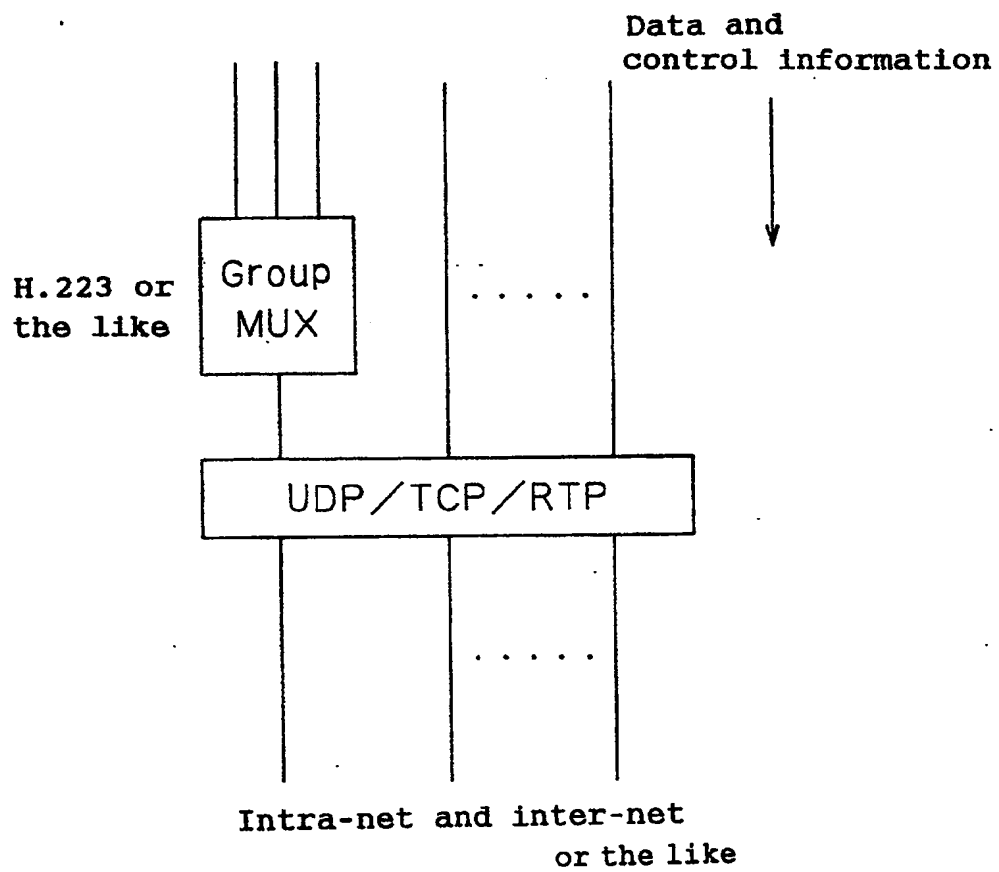 Data and
control information
H.223 or
the like
Group
MUX
. . . . .
UDP/TCP/RTP
. . . . .
Intra-net and inter-net
or the like